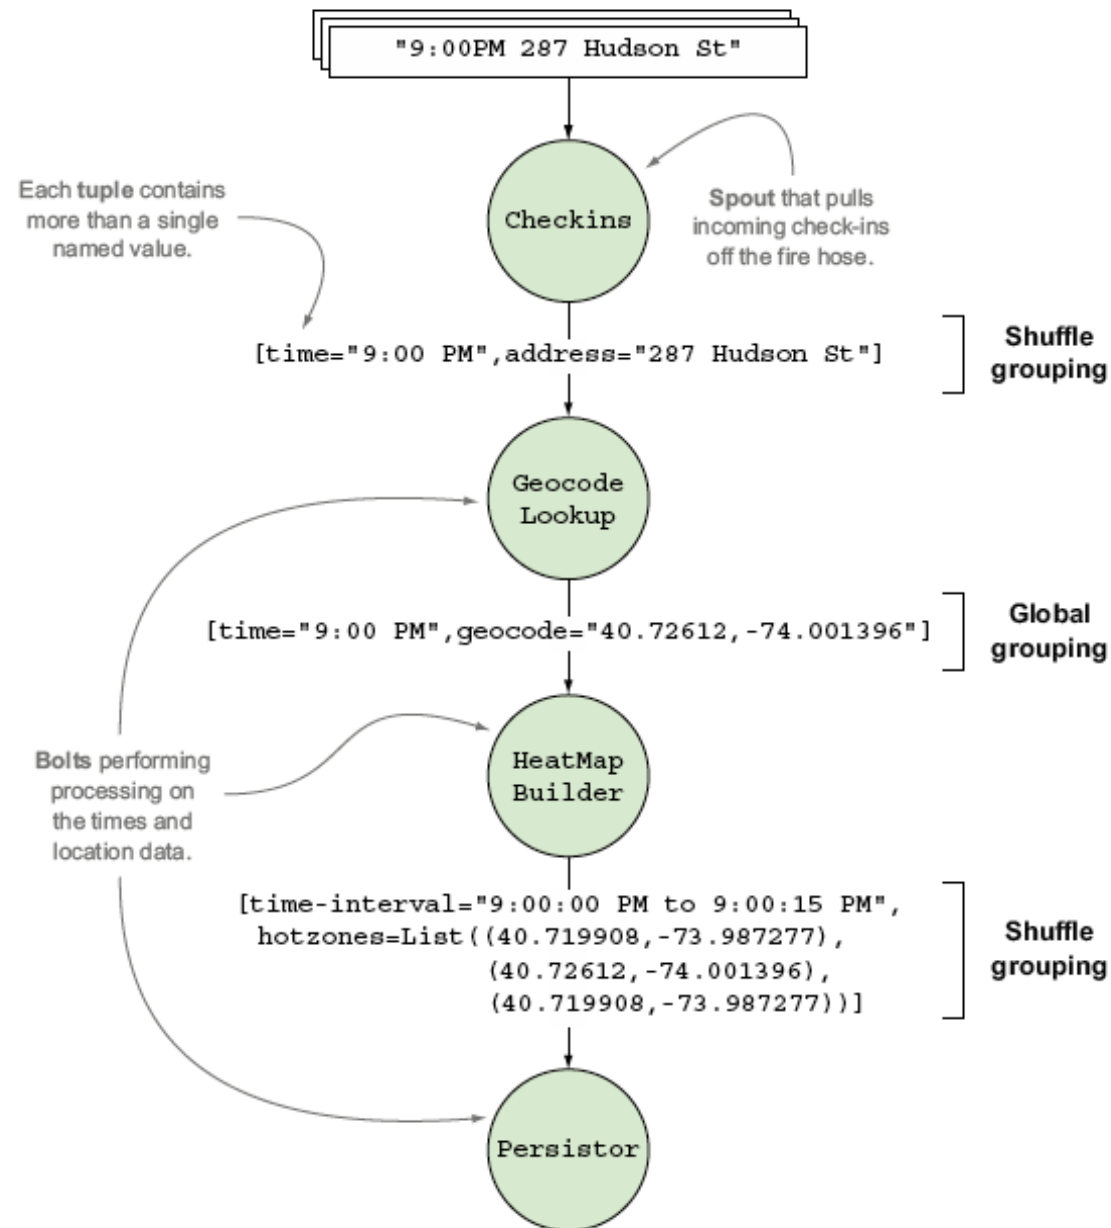 "9:00PM 287 Hudson St"
Each tuple contains
more than a single
named value.
Checkins
Spout that pulls
incoming check-ins
off the fire hose.
[time="9:00 PM",address="287 Hudson St"]
Shuffle
grouping
Geocode
Lookup
[time="9:00 PM",geocode="40.72612,-74.001396"]
Global
grouping
Bolts performing
processing on
the times and
location data.
HeatMap
Builder
[time-interval="9:00:00 PM to 9:00:15 PM",
hotzones=List((40.719908,-73.987277),
(40.72612,-74.001396),
(40.719908,-73.987277))]
Shuffle
grouping
Persistor